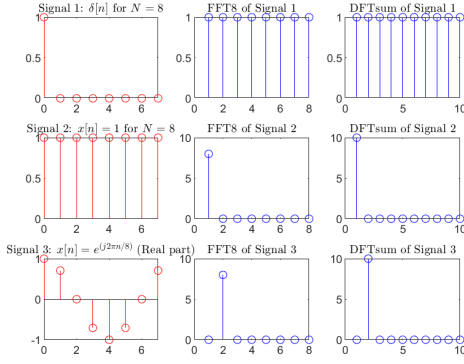 Signal 1: δ[n] for N = 8
FFT8 of Signal 1
DFTsum of Signal 1
1
0.5
0
0 2 4 6
1
0.5
0
0 2 4 6 8
1
0.5
0
0 5 10
Signal 2: x[n] = 1 for N = 8
FFT8 of Signal 2
DFTsum of Signal 2
1
0.5
0
0 2 4 6
10
5
0
0 2 4 6 8
10
5
0
0 5 10
Signal 3: x[n] = e^(j2πn/8) (Real part)
FFT8 of Signal 3
DFTsum of Signal 3
1
0
-1
0 2 4 6
10
5
0
0 2 4 6 8
10
5
0
0 5 10